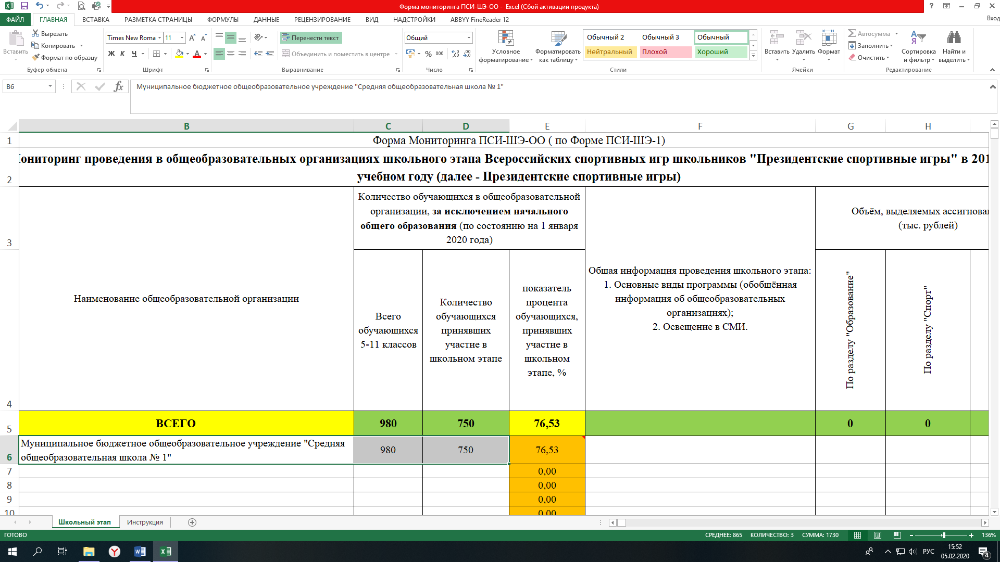 Форма мониторинга ПСИ-ШЭ-ОО - Excel (Сбой активации продукта)
ФАЙЛ ГЛАВНАЯ ВСТАВКА РАЗМЕТКА СТРАНИЦЫ ФОРМУЛЫ ДАННЫЕ РЕЦЕНЗИРОВАНИЕ ВИД НАДСТРОЙКИ ABBYY FineReader 12 Вход
Вставить
Вырезать
Копировать
Формат по образцу
Буфер обмена
Times New Roma 11
Ж К Ч
Шрифт
Перенести текст
Объединить и поместить в центре
Выравнивание
Общий
% 000
Число
Условное
форматирование
Форматировать
как таблицу
Обычный 2 Обычный 3 Обычный
Нейтральный Плохой Хороший
Стили
Вставить Удалить Формат
Ячейки
Автосумма
Заполнить
Очистить
Сортировка
и фильтр
Найти и
выделить
Редактирование
B6
Муниципальное бюджетное общеобразовательное учреждение "Средняя общеобразовательная школа № 1"
B C D E F G H
1 Форма Мониторинга ПСИ-ШЭ-ОО ( по Форме ПСИ-ШЭ-1)
ониторинг проведения в общеобразовательных организациях школьного этапа Всероссийских спортивных игр школьников "Президентские спортивные игры" в 201
2 учебном году (далее - Президентские спортивные игры)
3
4
Наименование общеобразовательной организации
Количество обучающихся в общеобразовательной
организации, за исключением начального
общего образования (по состоянию на 1 января
2020 года)
Всего
обучающихся
5-11 классов
Количество
обучающихся
принявших
участие в
школьном этапе
показатель
процента
обучающихся,
принявших
участие в
школьном
этапе, %
Общая информация проведения школьного этапа:
1. Основные виды программы (обобщённая
информация об общеобразовательных
организациях);
2. Освещение в СМИ.
Объём, выделяемых ассигнова
(тыс. рублей)
По разделу "Образование"
По разделу "Спорт"
5 ВСЕГО 980 750 76,53 0 0
6 Муниципальное бюджетное общеобразовательное учреждение "Средняя
общеобразовательная школа № 1" 980 750 76,53
7 0,00
8 0,00
9 0,00
10 0,00
Школьный этап Инструкция
ГОТОВО СРЕДНЕЕ: 865 КОЛИЧЕСТВО: 3 СУММА: 1730 136%
РУС
15:52
05.02.2020
4